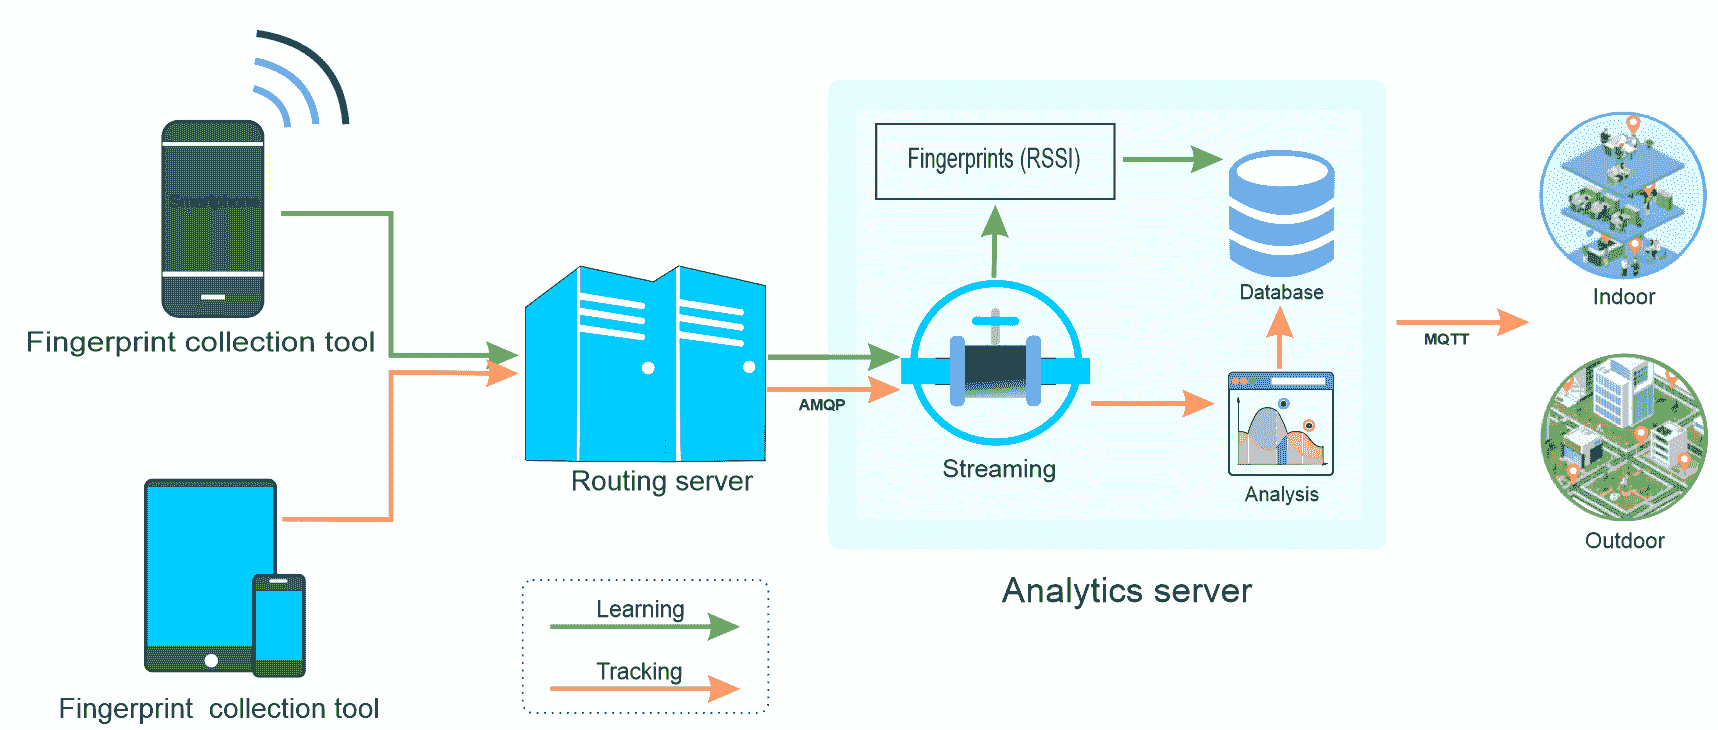 Fingerprint collection tool
Fingerprint collection tool
Routing server
AMQP
Fingerprints (RSSI)
Database
Streaming
Analysis
Analytics server
MQTT
Indoor
Outdoor
Learning
Tracking